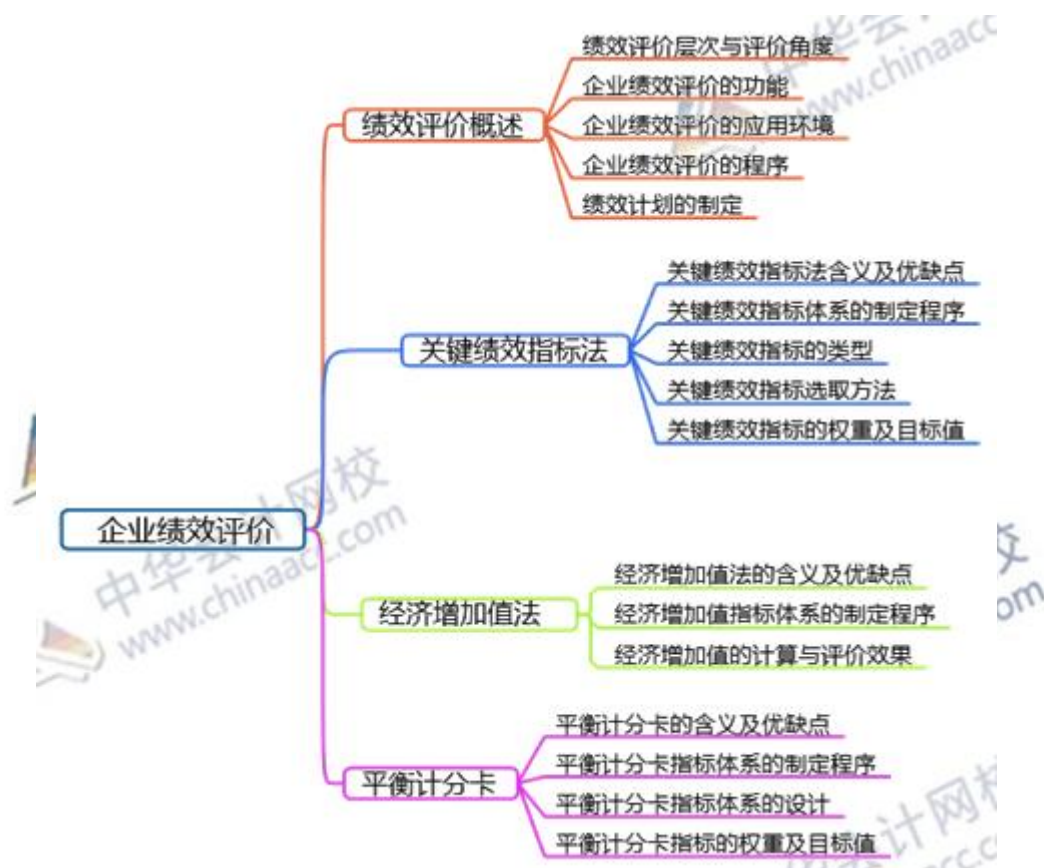 绩效评价层次与评价角度
企业绩效评价的功能
绩效评价概述
企业绩效评价的应用环境
企业绩效评价的程序
绩效计划的制定
关键绩效指标法含义及优缺点
关键绩效指标体系的制定程序
关键绩效指标法
关键绩效指标的类型
关键绩效指标选取方法
关键绩效指标的权重及目标值
企业绩效评价
中华会计网校
www.chinaacc.com
经济增加值法的含义及优缺点
经济增加值法
经济增加值指标体系的制定程序
经济增加值的计算与评价效果
平衡计分卡的含义及优缺点
平衡计分卡指标体系的制定程序
平衡计分卡
平衡计分卡指标体系的设计
平衡计分卡指标的权重及目标值